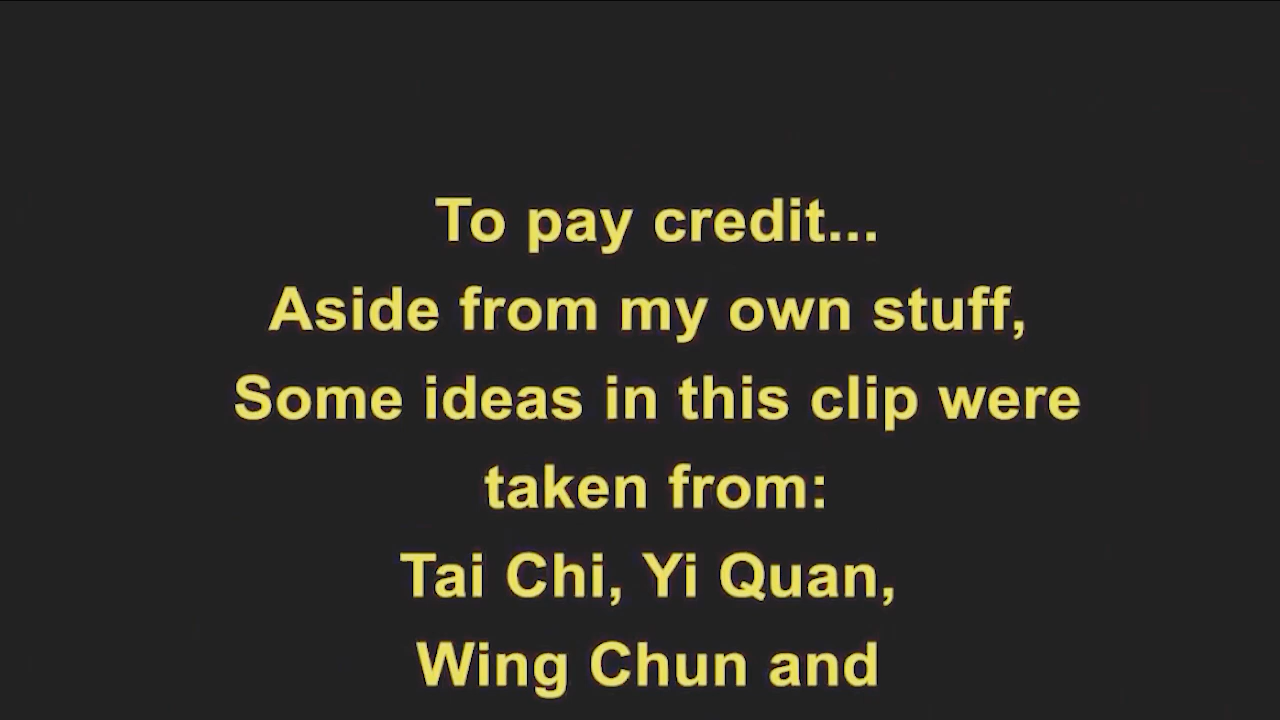 To pay credit...
Aside from my own stuff,
Some ideas in this clip were
taken from:
Tai Chi, Yi Quan,
Wing Chun and